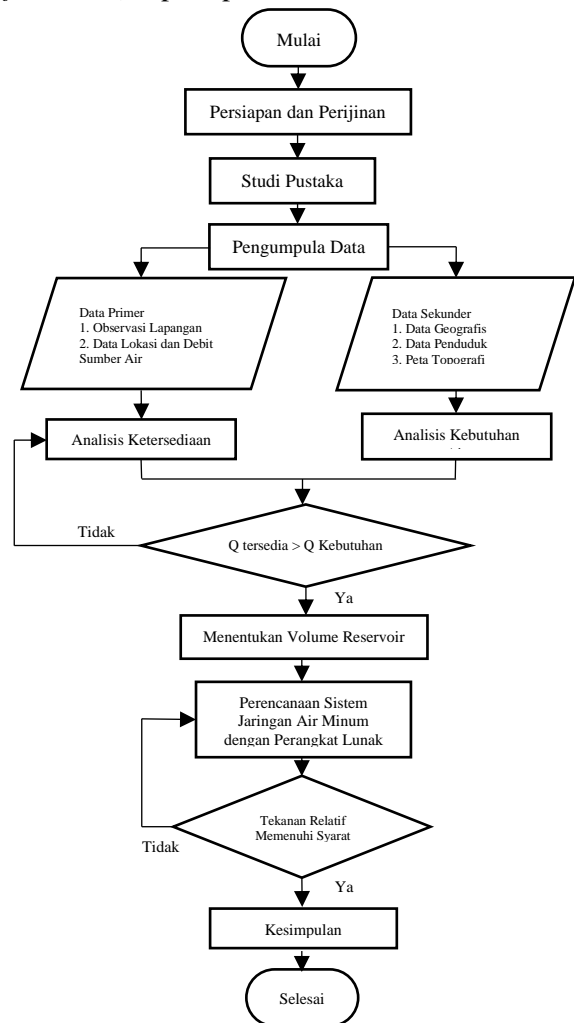 Mulai
Persiapan dan Perijinan
Studi Pustaka
Pengumpula Data
Data Primer
1. Observasi Lapangan
2. Data Lokasi dan Debit
Sumber Air
Data Sekunder
1. Data Geografis
2. Data Penduduk
3. Peta Topografi
Analisis Ketersediaan
Analisis Kebutuhan
Tidak
Q tersedia > Q Kebutuhan
Ya
Menentukan Volume Reservoir
Perencanaan Sistem
Jaringan Air Minum
dengan Perangkat Lunak
Tekanan Relatif
Memenuhi Syarat
Tidak
Ya
Kesimpulan
Selesai